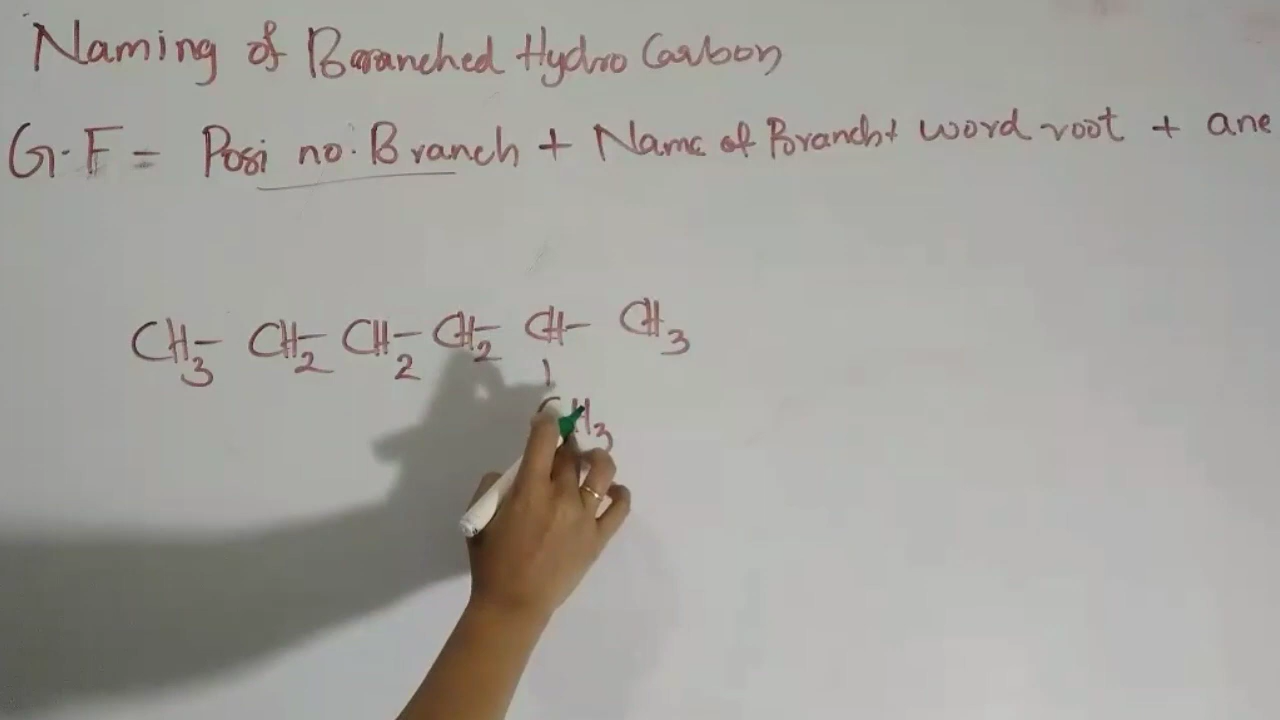 Naming of Branched Hydro Carbon
G.F = Posi no. Branch + Name of Branch + word root + ane
CH3 - CH2 - CH2 - CH2 - CH - CH3
|
CH3